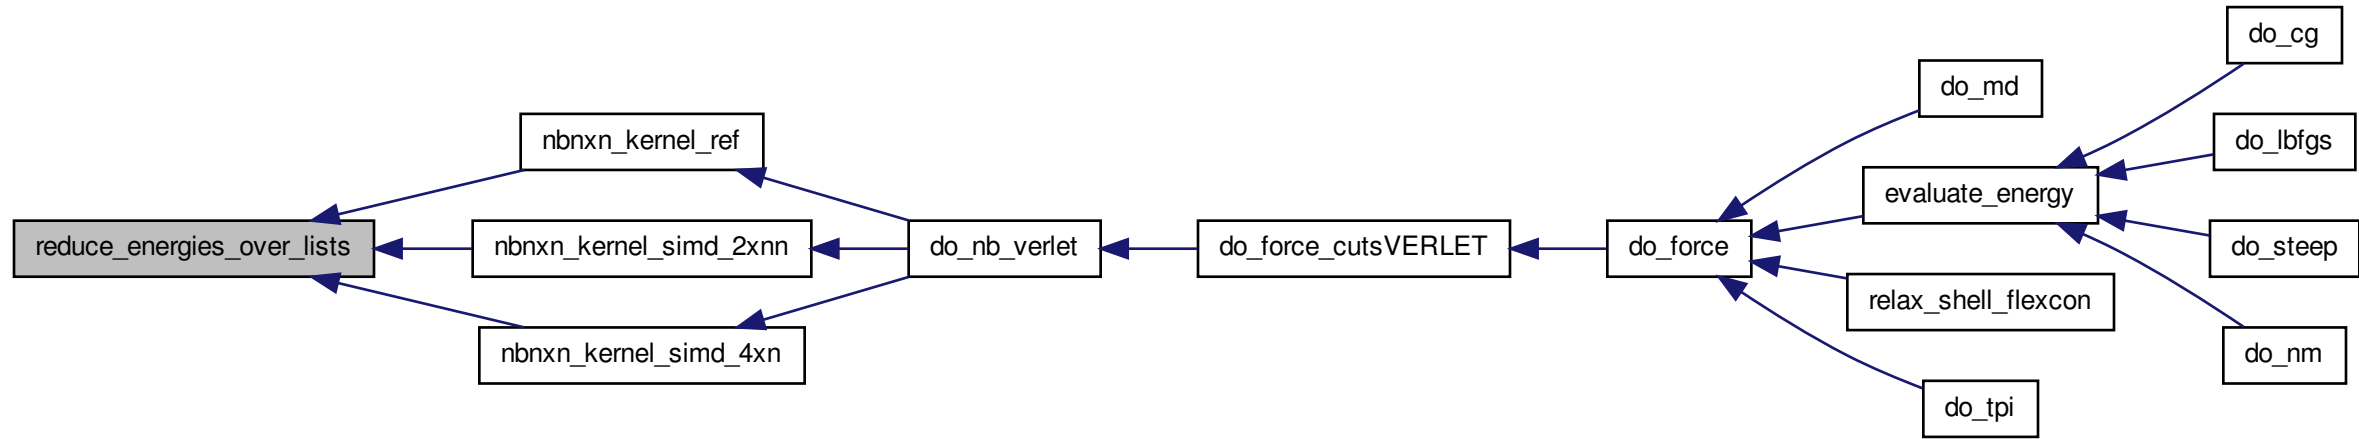 reduce_energies_over_lists
nbnxn_kernel_ref
nbnxn_kernel_simd_2xnn
nbnxn_kernel_simd_4xn
do_nb_verlet
do_force_cutsVERLET
do_force
do_md
evaluate_energy
relax_shell_flexcon
do_tpi
do_cg
do_lbfgs
do_steep
do_nm